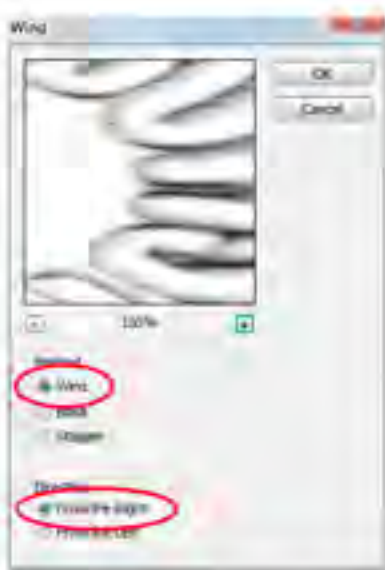 Wind
OK
Cancel
100%
Method
Wind
Blast
Stagger
Direction
From the Right
From the Left